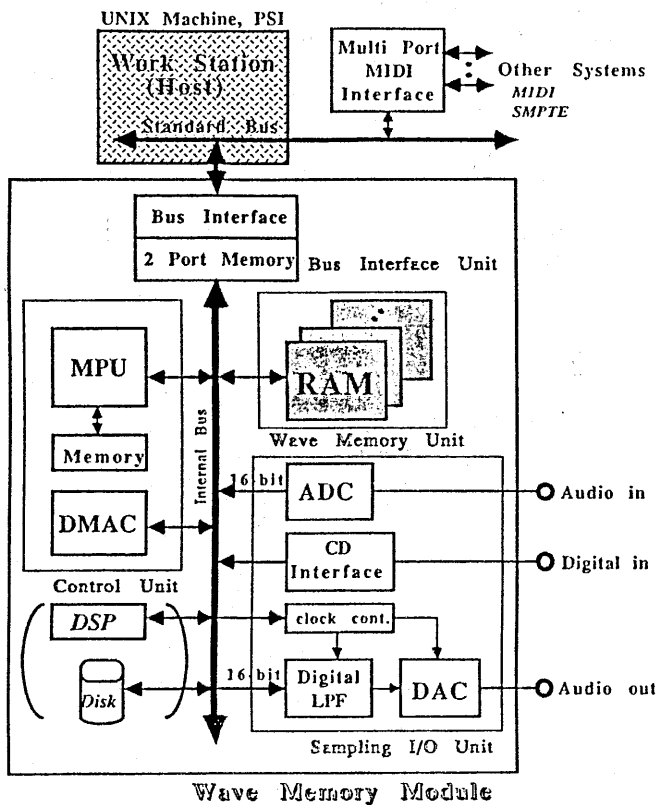 UNIX Machine, PSI
Work Station
(Host)
Standard Bus
Multi Port
MIDI
Interface
Other Systems
MIDI
SMPTE
Bus Interface
2 Port Memory
Bus Interface Unit
MPU
Memory
DMAC
Control Unit
Internal Bus
RAM
Wave Memory Unit
16-bit
ADC
Audio in
CD
Interface
Digital in
DSP
clock cont.
Disk
16-bit
Digital
LPF
DAC
Audio out
Sampling I/O Unit
Wave Memory Module